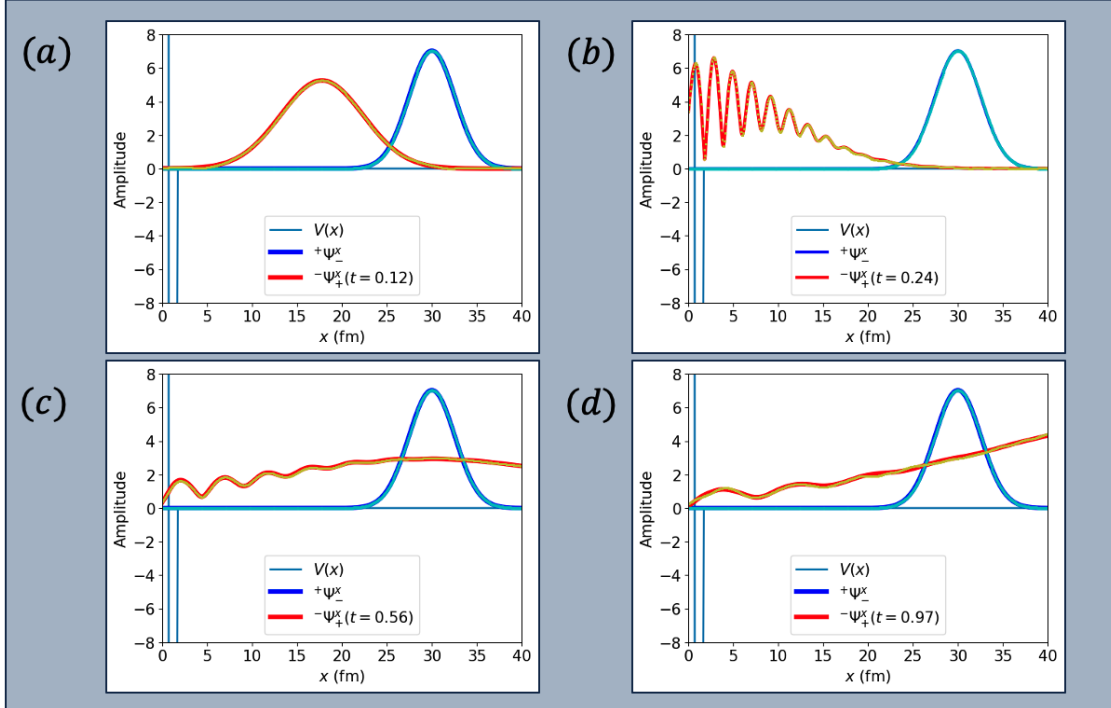 (a)
8
6
4
2
0
−2
−4
−6
−8
Amplitude
V(x)
⁺Ψˣ₋
⁻Ψˣ₊(t = 0.12)
0 5 10 15 20 25 30 35 40
x (fm)
(b)
8
6
4
2
0
−2
−4
−6
−8
Amplitude
V(x)
⁺Ψˣ₋
⁻Ψˣ₊(t = 0.24)
0 5 10 15 20 25 30 35 40
x (fm)
(c)
8
6
4
2
0
−2
−4
−6
−8
Amplitude
V(x)
⁺Ψˣ₋
⁻Ψˣ₊(t = 0.56)
0 5 10 15 20 25 30 35 40
x (fm)
(d)
8
6
4
2
0
−2
−4
−6
−8
Amplitude
V(x)
⁺Ψˣ₋
⁻Ψˣ₊(t = 0.97)
0 5 10 15 20 25 30 35 40
x (fm)